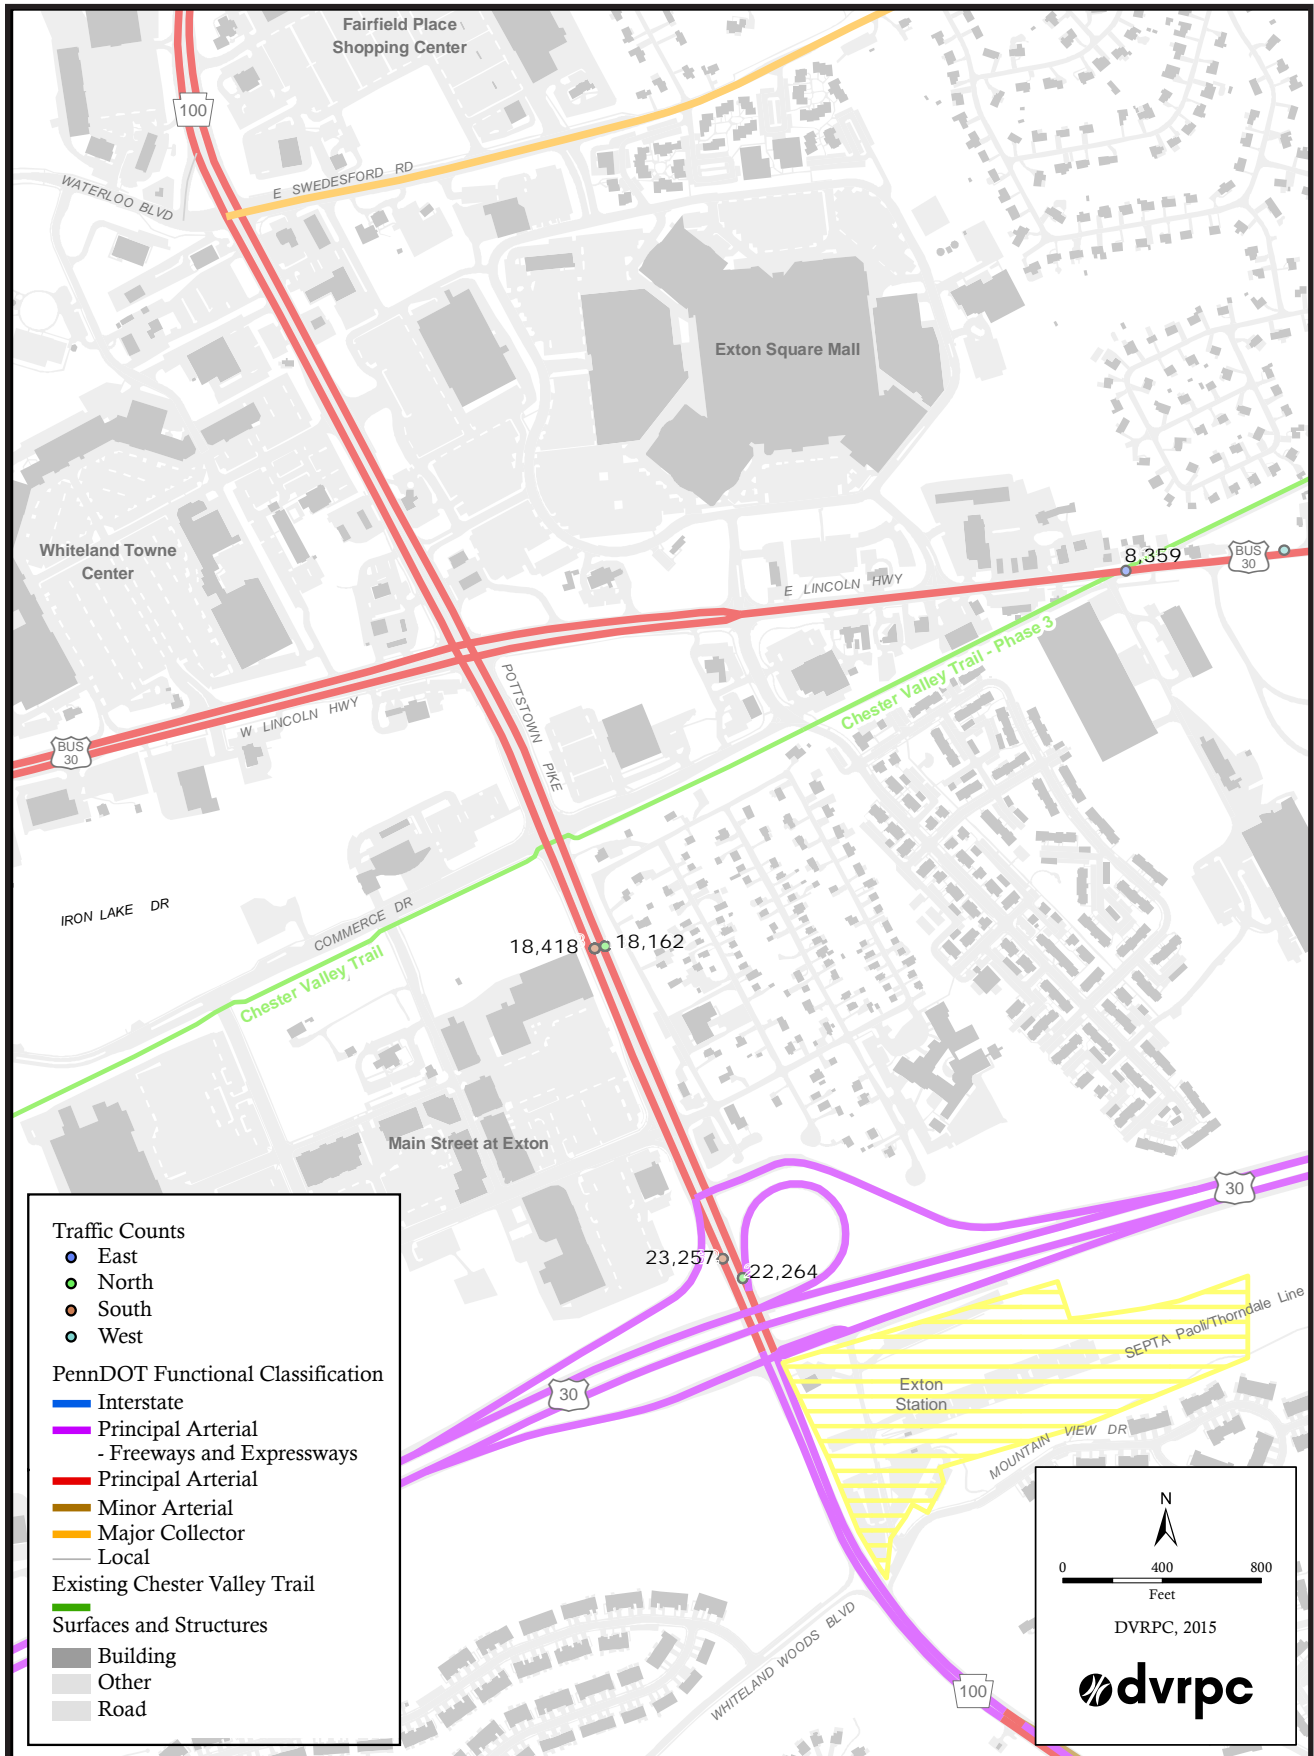 Fairfield Place
Shopping Center
100
WATERLOO BLVD
E SWEDESFORD RD
Exton Square Mall
Whiteland Towne
Center
8,359
BUS
30
E LINCOLN HWY
Chester Valley Trail - Phase 3
POTTSTOWN PIKE
W LINCOLN HWY
BUS
30
IRON LAKE DR
COMMERCE DR
18,418
18,162
Chester Valley Trail
Main Street at Exton
30
23,257
22,264
SEPTA Paoli/Thorndale Line
30
Exton
Station
MOUNTAIN VIEW DR
WHITELAND WOODS BLVD
100
Traffic Counts
East
North
South
West
PennDOT Functional Classification
Interstate
Principal Arterial
- Freeways and Expressways
Principal Arterial
Minor Arterial
Major Collector
Local
Existing Chester Valley Trail
Surfaces and Structures
Building
Other
Road
N
0 400 800
Feet
DVRPC, 2015
dvrpc